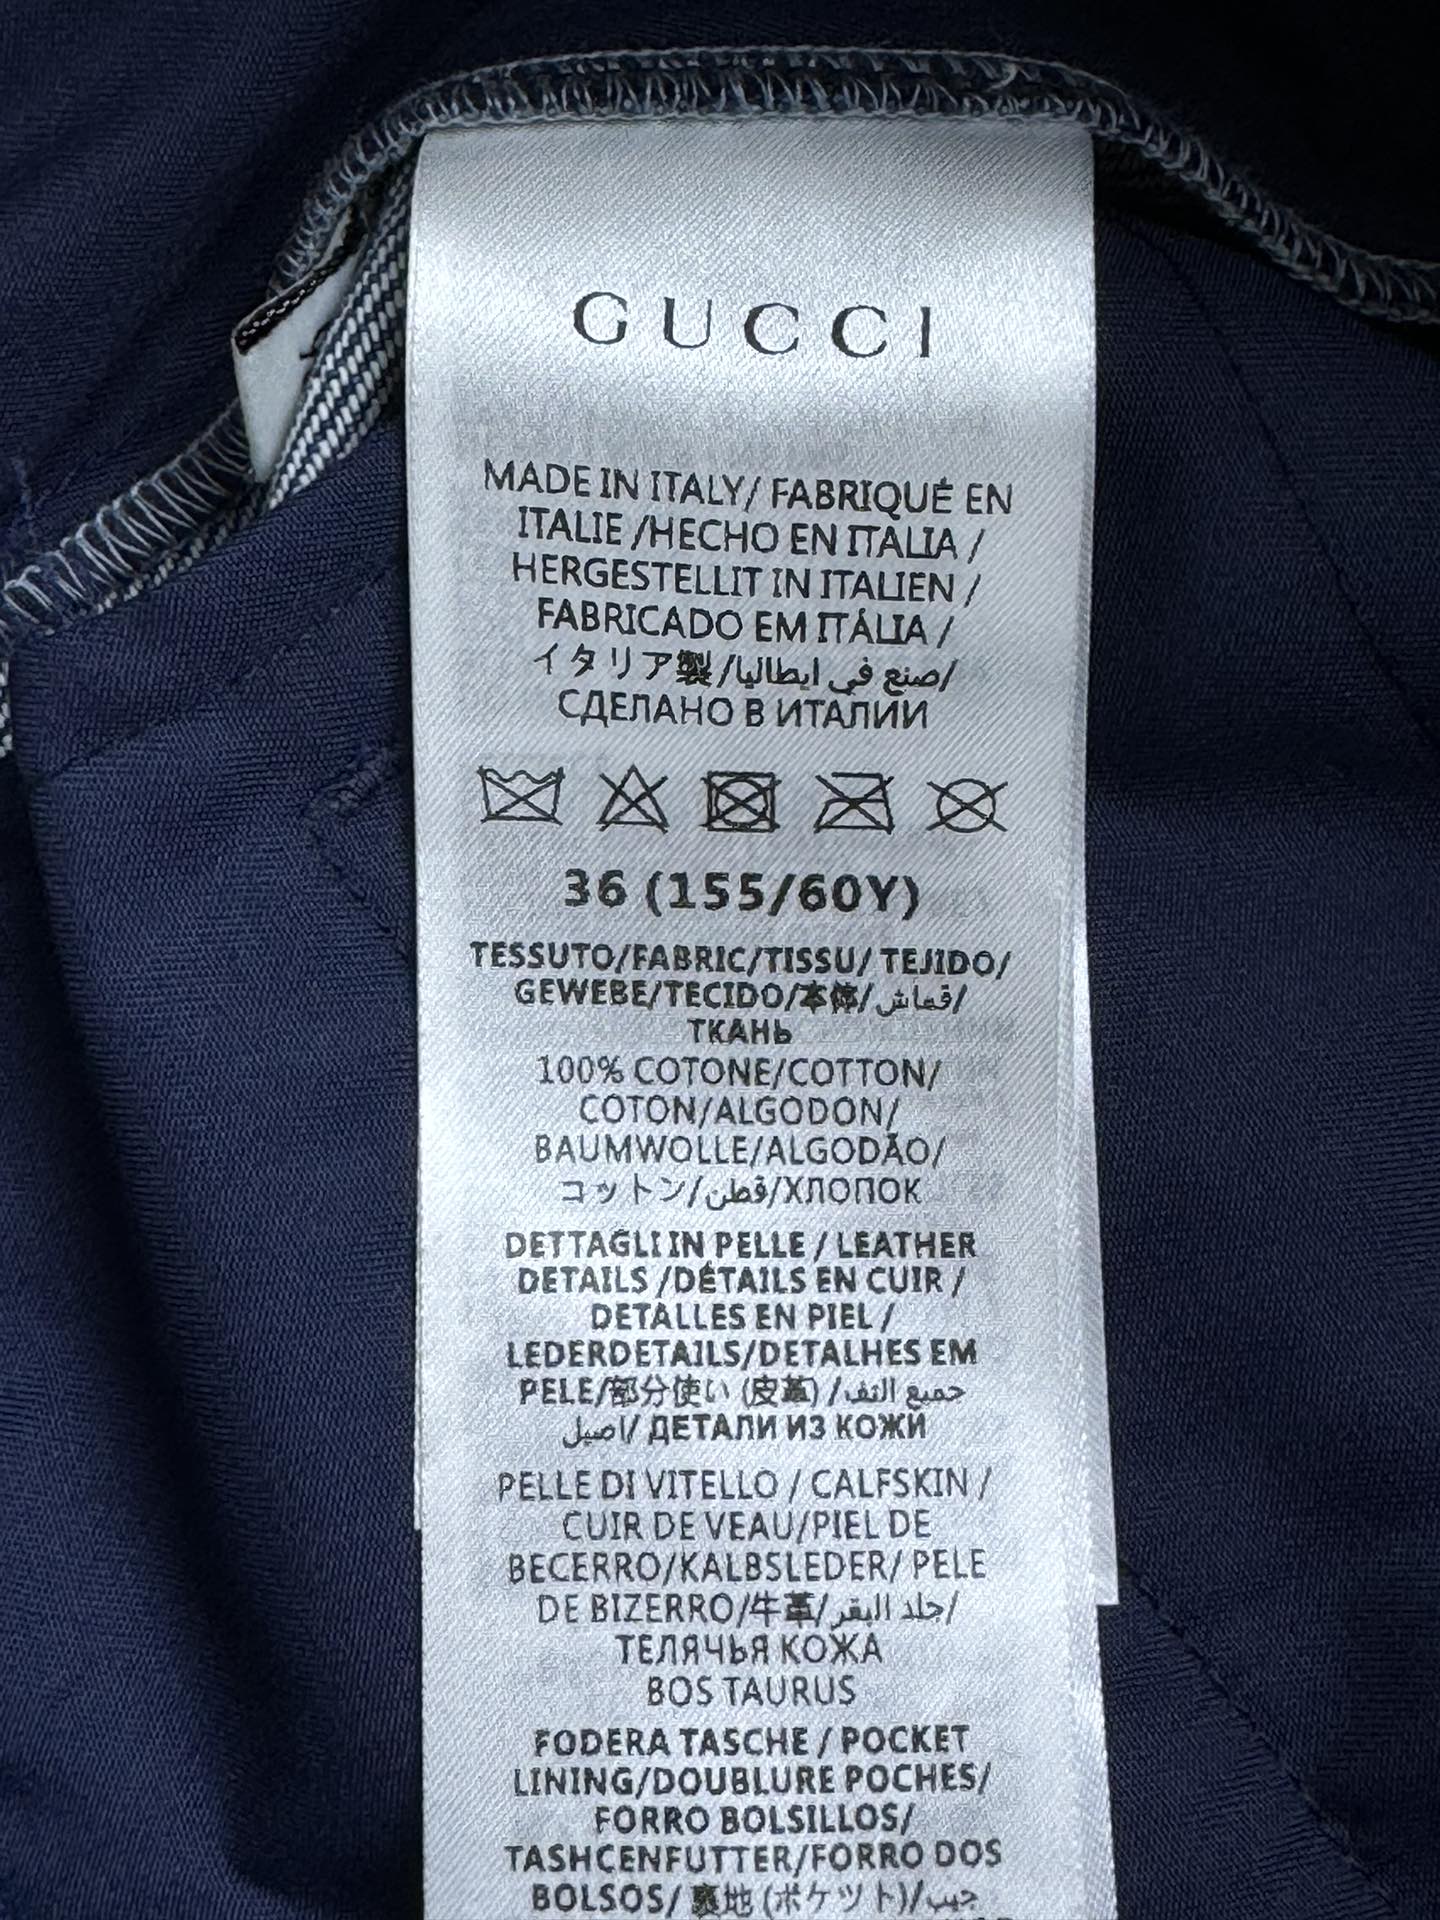 GUCCI
MADE IN ITALY/ FABRIQUÉ EN
ITALIE /HECHO EN ITALIA /
HERGESTELLIT IN ITALIEN /
FABRICADO EM ITÁLIA /
イタリア製 /صنع في ايطاليا/
СДЕЛАНО В ИТАЛИИ
36 (155/60Y)
TESSUTO/FABRIC/TISSU/ TEJIDO/
GEWEBE/TECIDO/本体/قماش/
ТКАНЬ
100% COTONE/COTTON/
COTON/ALGODON/
BAUMWOLLE/ALGODÃO/
コットン/قطن/ХЛОПОК
DETTAGLI IN PELLE / LEATHER
DETAILS /DÉTAILS EN CUIR /
DETALLES EN PIEL /
LEDERDETAILS/DETALHES EM
PELE/部分使い (皮革) /جميع التف
اصيل/ ДЕТАЛИ ИЗ КОЖИ
PELLE DI VITELLO / CALFSKIN /
CUIR DE VEAU/PIEL DE
BECERRO/KALBSLEDER/ PELE
DE BIZERRO/牛革/جلد البقر/
ТЕЛЯЧЬЯ КОЖА
BOS TAURUS
FODERA TASCHE / POCKET
LINING/DOUBLURE POCHES/
FORRO BOLSILLOS/
TASHCENFUTTER/FORRO DOS
BOLSOS/ 裏地 (ポケット)/جيب